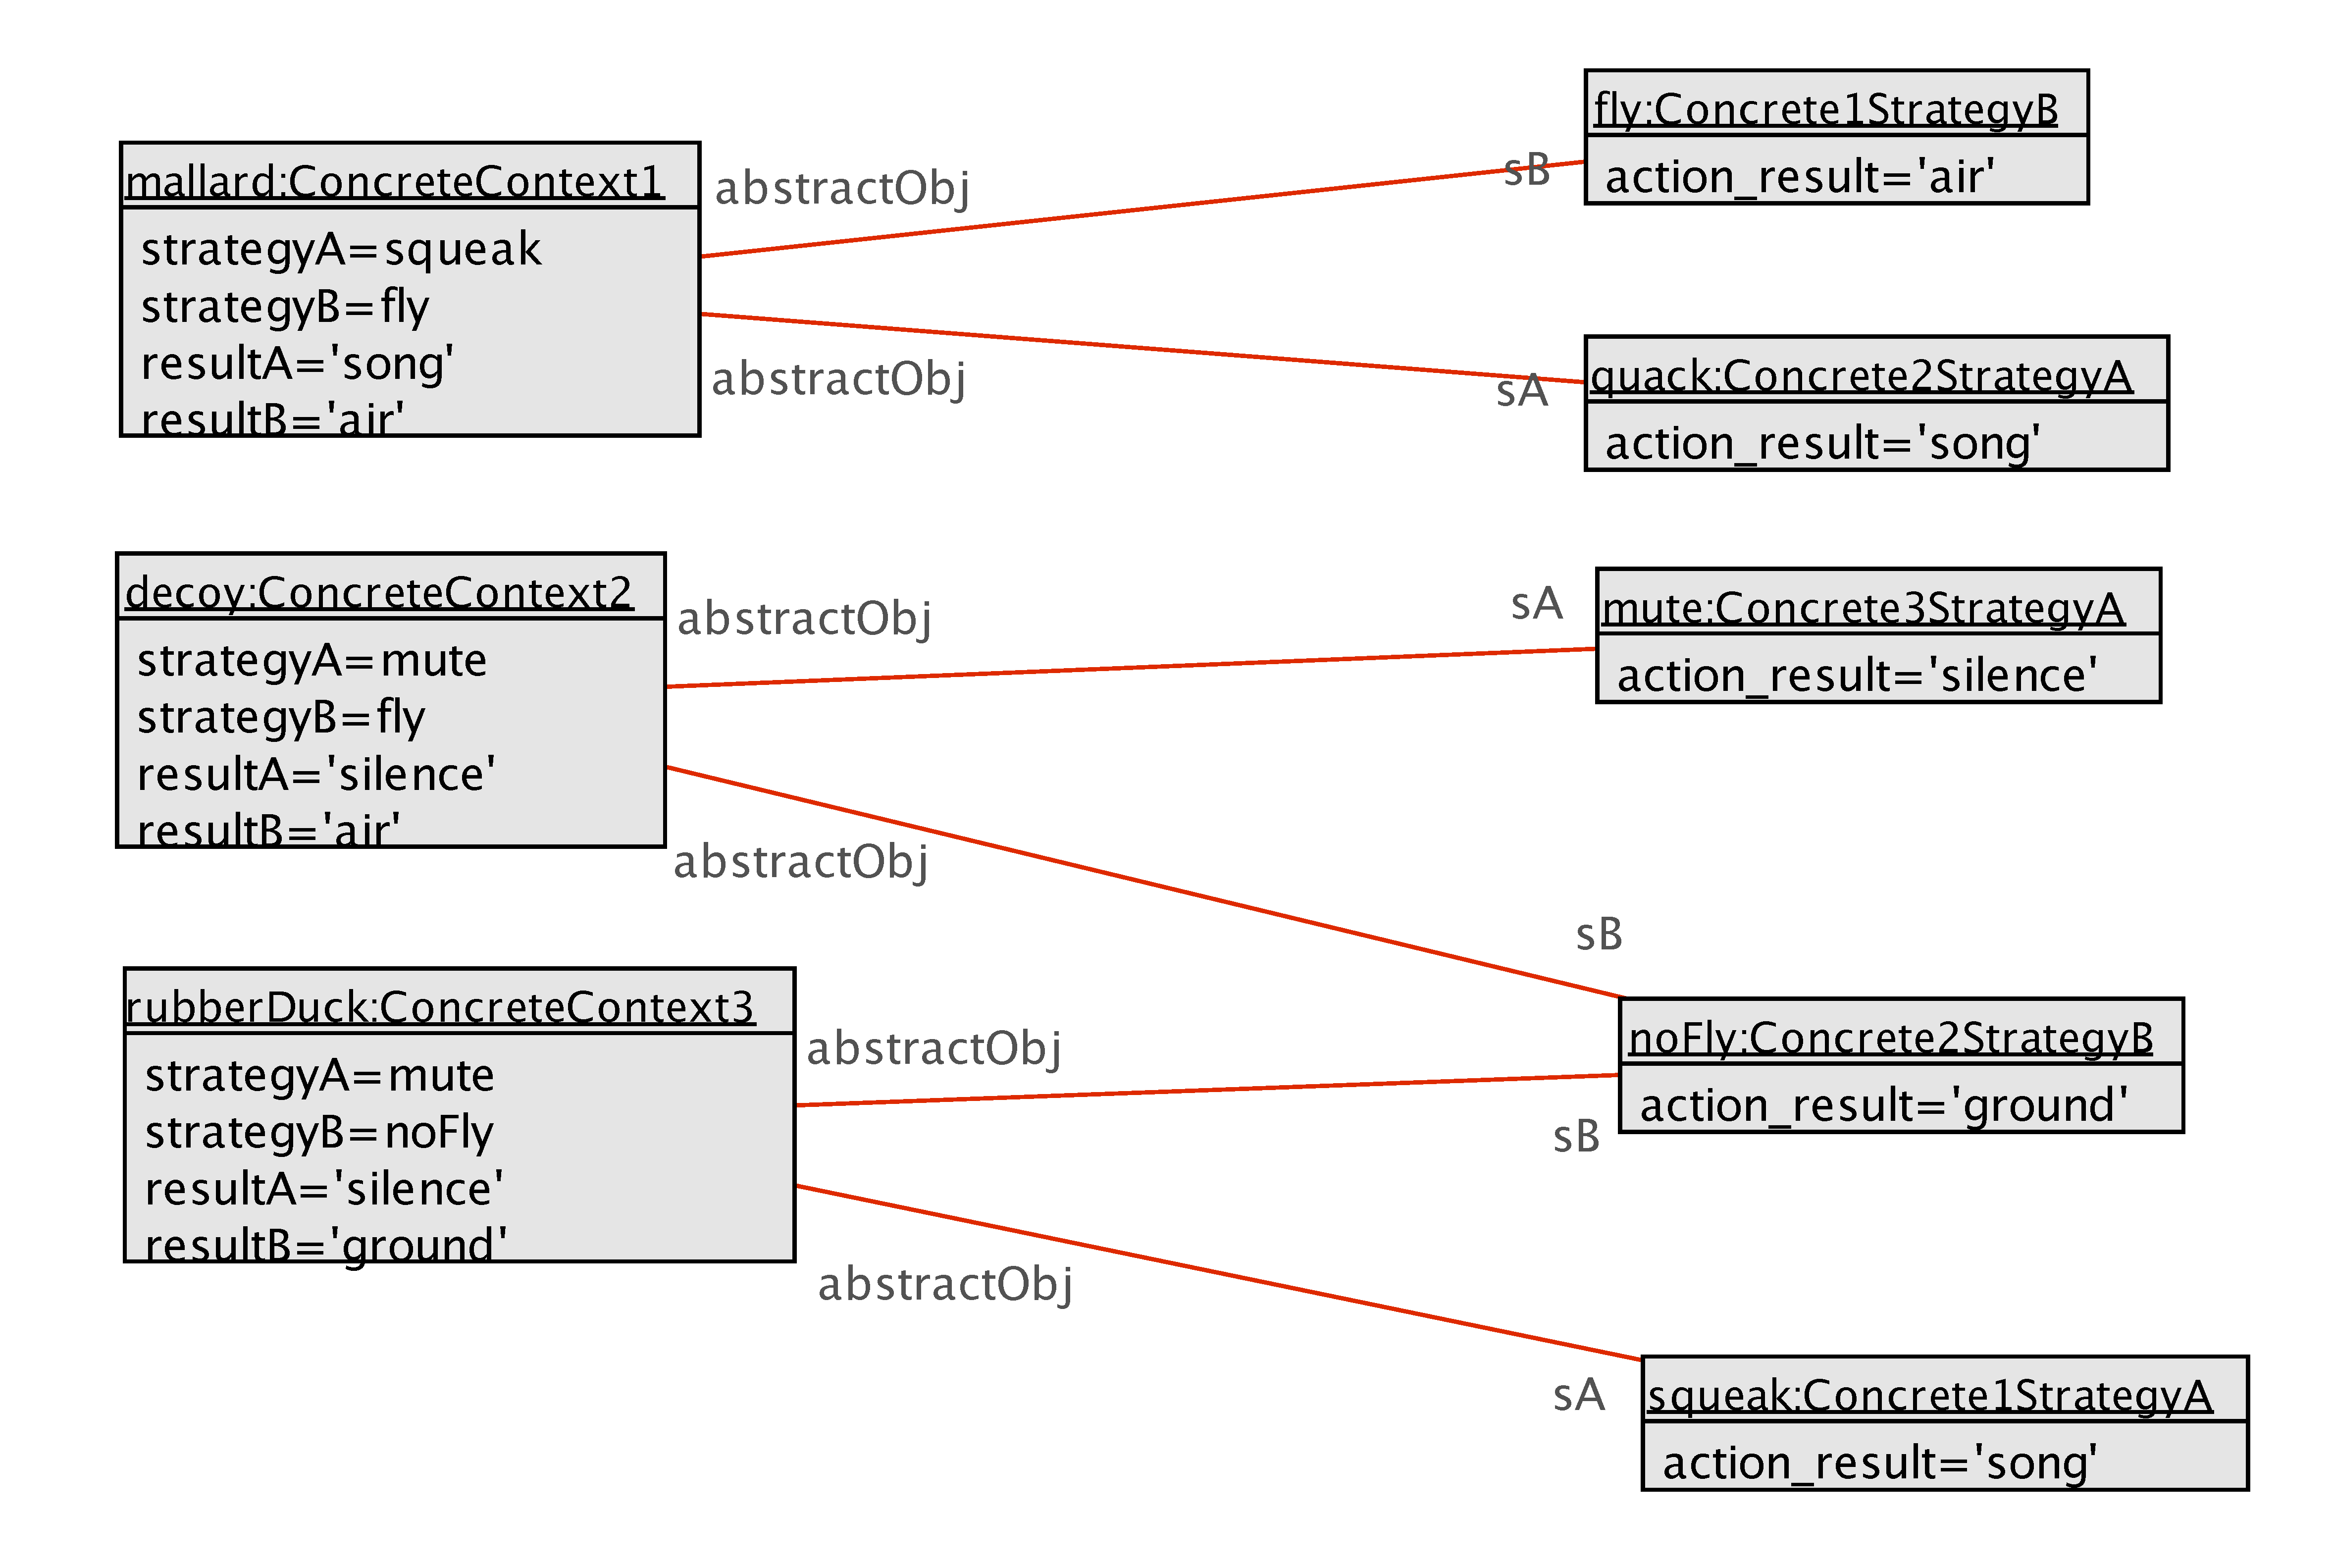 mallard:ConcreteContext1
strategyA=squeak
strategyB=fly
resultA='song'
resultB='air'
abstractObj
sB
fly:Concrete1StrategyB
action_result='air'
abstractObj
sA
quack:Concrete2StrategyA
action_result='song'
decoy:ConcreteContext2
strategyA=mute
strategyB=fly
resultA='silence'
resultB='air'
abstractObj
sA
mute:Concrete3StrategyA
action_result='silence'
abstractObj
sB
rubberDuck:ConcreteContext3
strategyA=mute
strategyB=noFly
resultA='silence'
resultB='ground'
abstractObj
sB
noFly:Concrete2StrategyB
action_result='ground'
abstractObj
sA
squeak:Concrete1StrategyA
action_result='song'